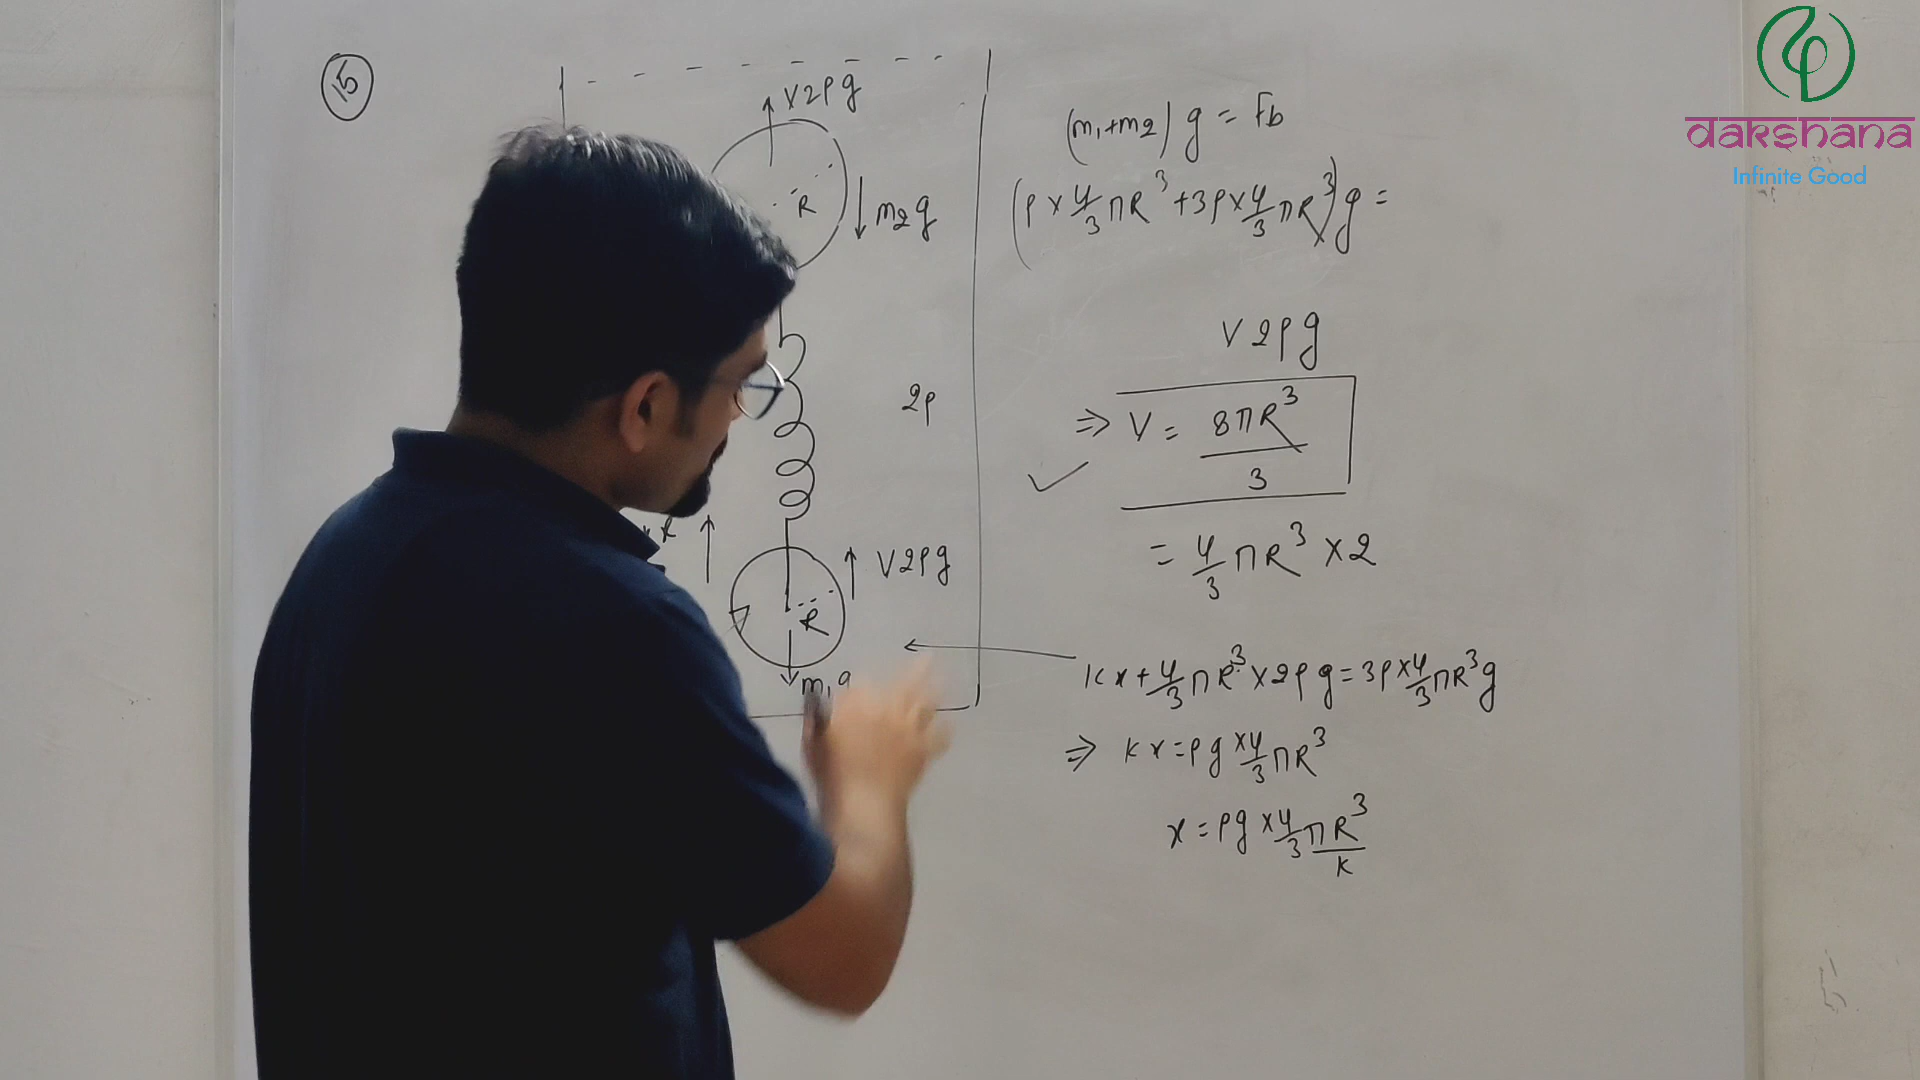 15
V2ρg
R
m₂g
2ρ
V2ρg
R
m₁g
(m₁+m₂)g = Fb
(ρ × 4/3 πR³ + 3ρ × 4/3 πR³)g =
V2ρg
⇒ V = 8πR³/3
= 4/3 πR³ × 2
kx + 4/3 πR³ × 2ρg = 3ρ × 4/3 πR³g
⇒ kx = ρg × 4/3 πR³
x = ρg × 4/3 πR³/k
dakshana
Infinite Good